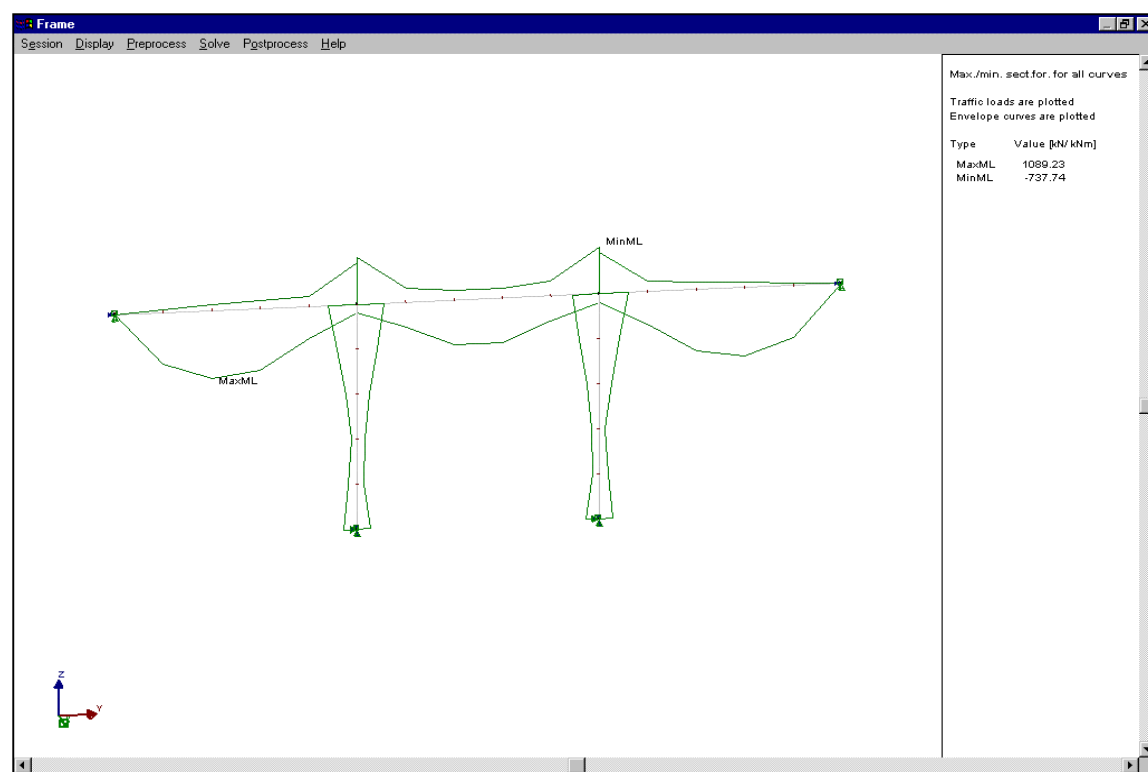 Frame
Session Display Preprocess Solve Postprocess Help
Max./min. sect.for. for all curves
Traffic loads are plotted
Envelope curves are plotted
Type Value [kN/kNm]
MaxML 1089.23
MinML -737.74
MinML
MaxML
Z
Y